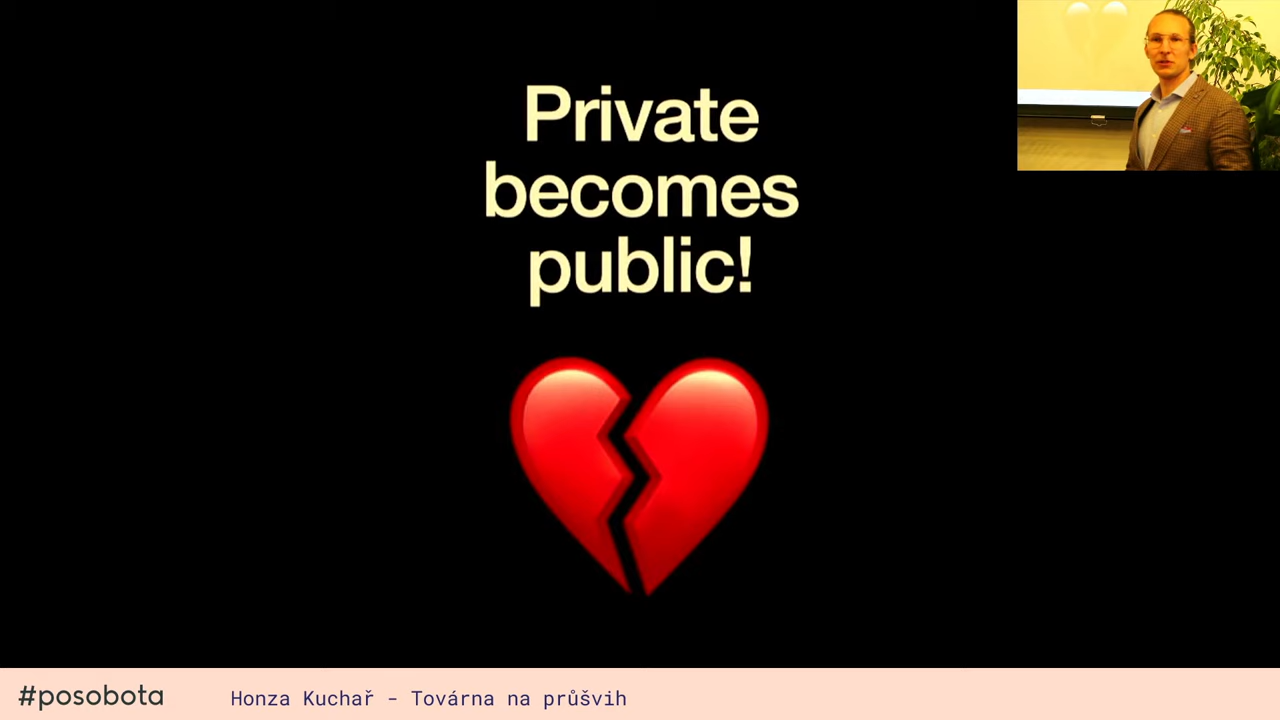 Private
becomes
public!
#posobota
Honza Kuchař - Továrna na průšvih